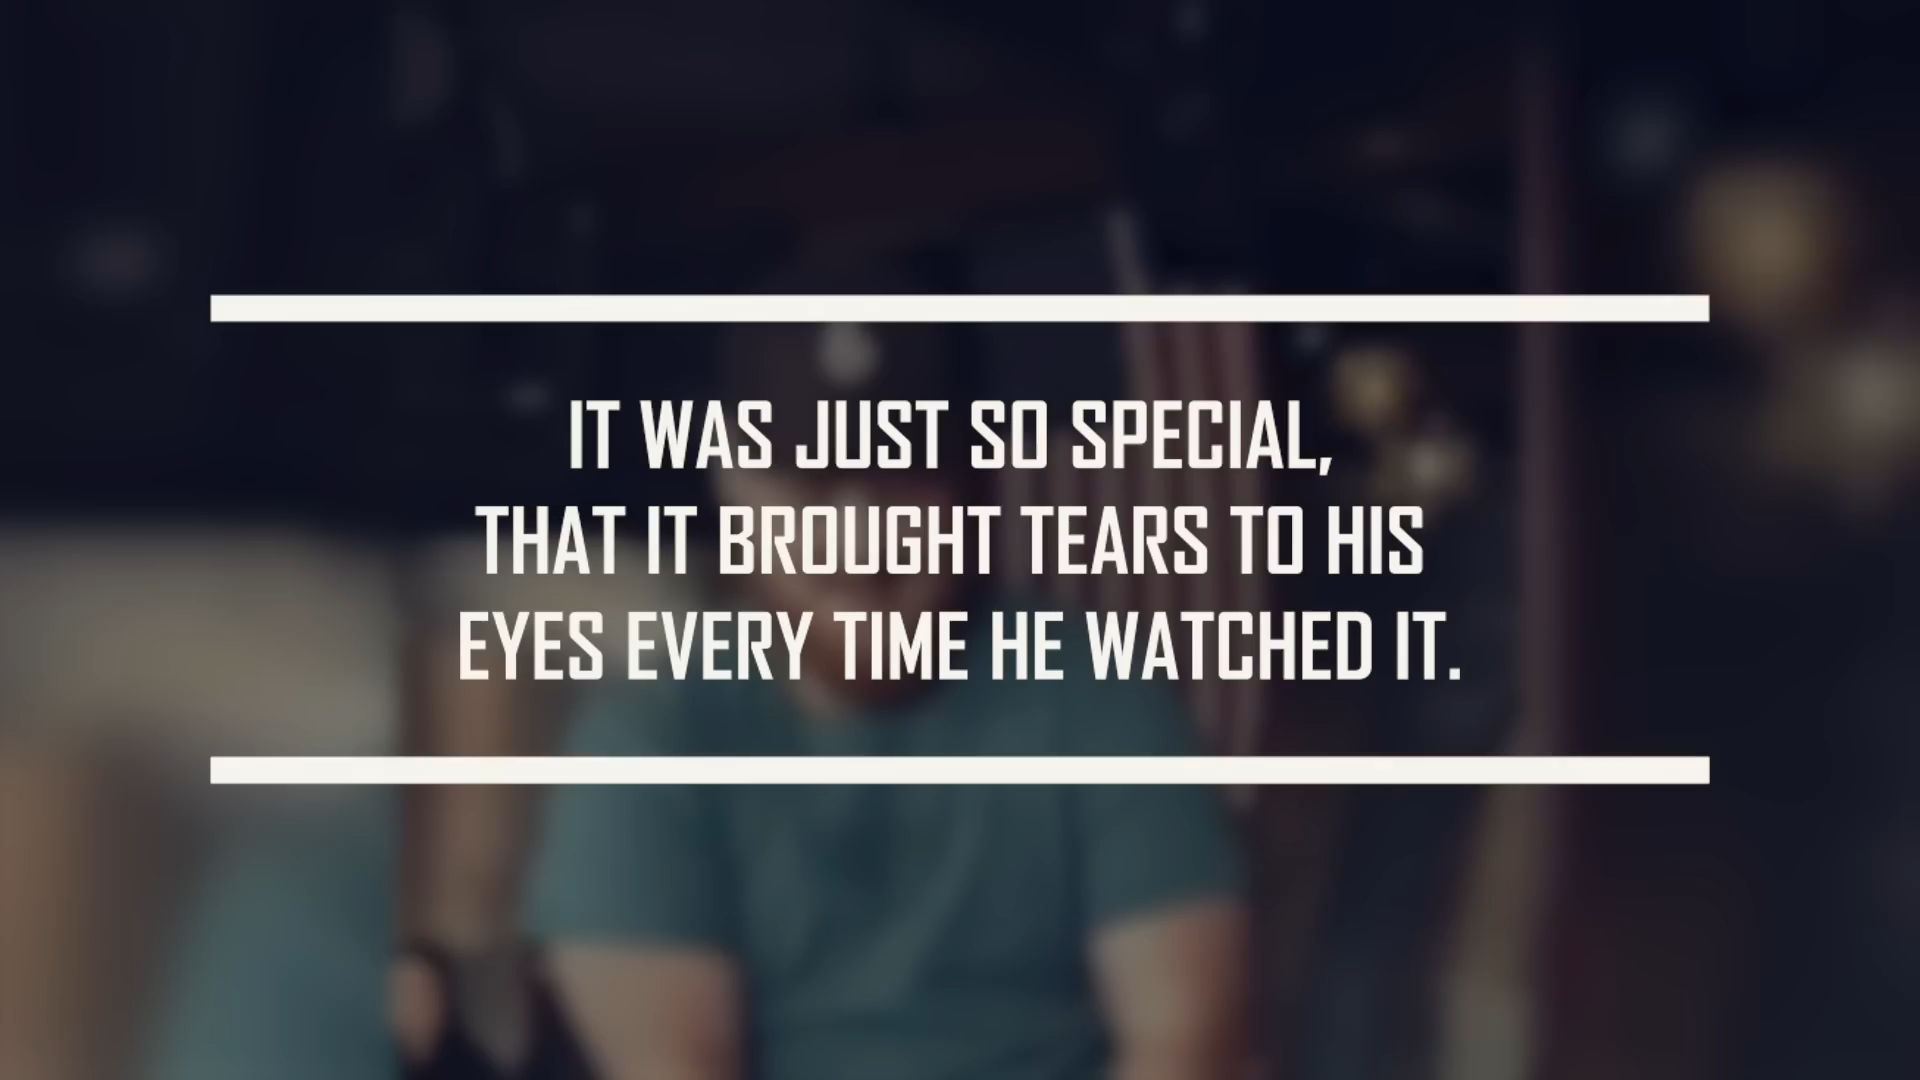 IT WAS JUST SO SPECIAL,
THAT IT BROUGHT TEARS TO HIS
EYES EVERY TIME HE WATCHED IT.